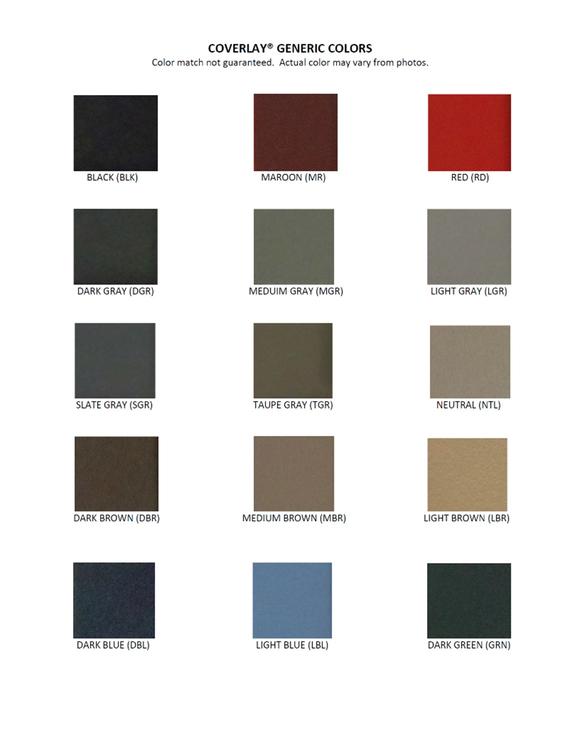 COVERLAY® GENERIC COLORS
Color match not guaranteed. Actual color may vary from photos.
BLACK (BLK)
MAROON (MR)
RED (RD)
DARK GRAY (DGR)
MEDUIM GRAY (MGR)
LIGHT GRAY (LGR)
SLATE GRAY (SGR)
TAUPE GRAY (TGR)
NEUTRAL (NTL)
DARK BROWN (DBR)
MEDIUM BROWN (MBR)
LIGHT BROWN (LBR)
DARK BLUE (DBL)
LIGHT BLUE (LBL)
DARK GREEN (GRN)